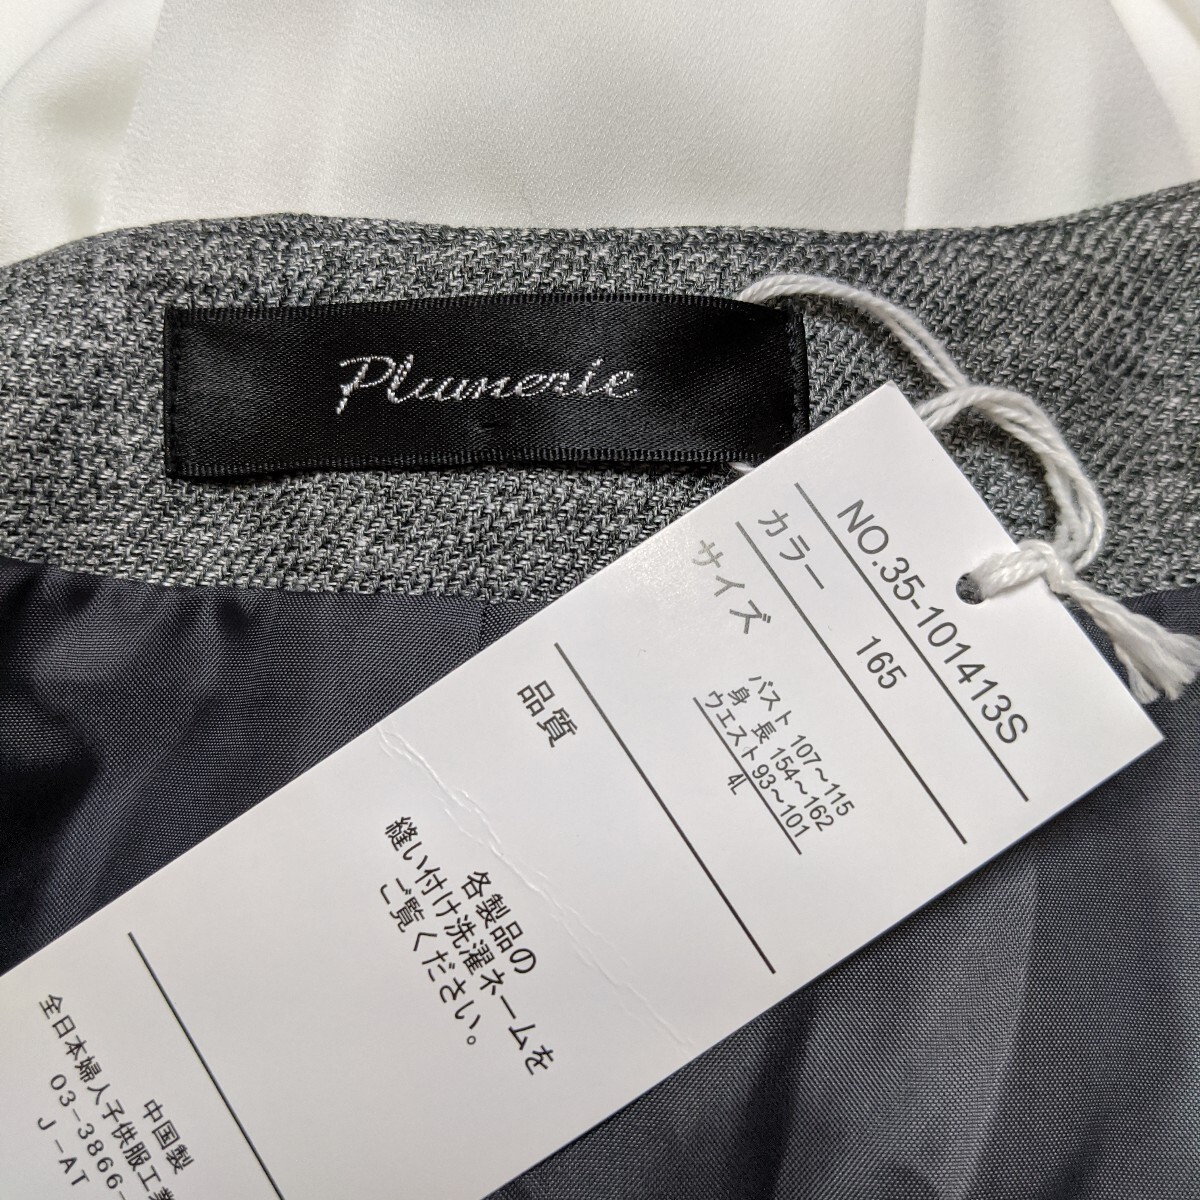 Plumerie
NO.35-101413S
カラー 165
サイズ
バスト 107～115
身 長 154～162
ウエスト 93～101
4L
品質
各製品の
縫い付け洗濯ネームを
ご覧ください。
中国製
全日本婦人子供服工業
03-3866-
J-AT